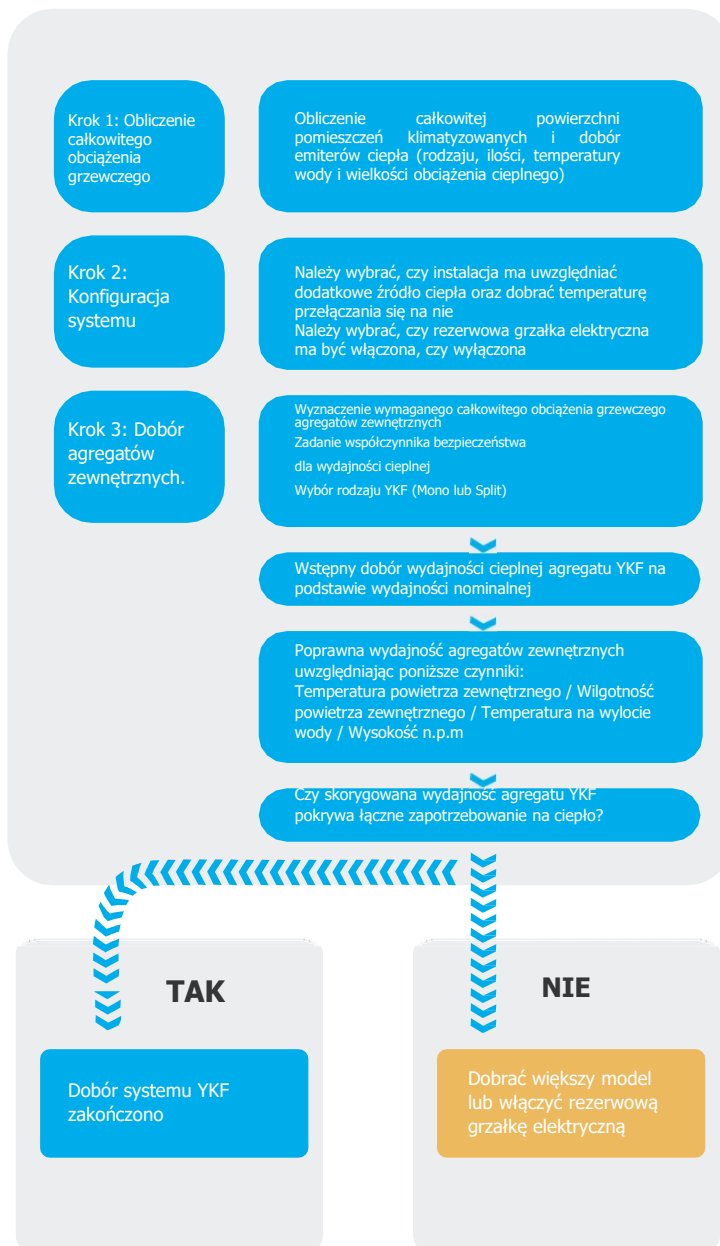 Krok 1: Obliczenie
całkowitego
obciążenia
grzewczego
Obliczenie całkowitej powierzchni
pomieszczeń klimatyzowanych i dobór
emiterów ciepła (rodzaju, ilości, temperatury
wody i wielkości obciążenia cieplnego)
Krok 2:
Konfiguracja
systemu
Należy wybrać, czy instalacja ma uwzględniać
dodatkowe źródło ciepła oraz dobrać temperaturę
przełączania się na nie
Należy wybrać, czy rezerwowa grzałka elektryczna
ma być włączona, czy wyłączona
Krok 3: Dobór
agregatów
zewnętrznych.
Wyznaczenie wymaganego całkowitego obciążenia grzewczego
agregatów zewnętrznych
Zadanie współczynnika bezpieczeństwa
dla wydajności cieplnej
Wybór rodzaju YKF (Mono lub Split)
Wstępny dobór wydajności cieplnej agregatu YKF na
podstawie wydajności nominalnej
Poprawna wydajność agregatów zewnętrznych
uwzględniając poniższe czynniki:
Temperatura powietrza zewnętrznego / Wilgotność
powietrza zewnętrznego / Temperatura na wylocie
wody / Wysokość n.p.m
Czy skorygowana wydajność agregatu YKF
pokrywa łączne zapotrzebowanie na ciepło?
TAK
Dobór systemu YKF
zakończono
NIE
Dobrać większy model
lub włączyć rezerwową
grzałkę elektryczną